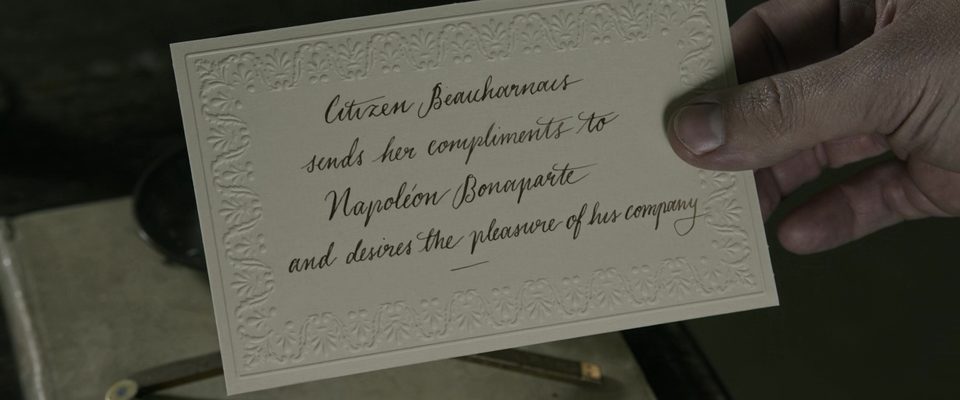 Citizen Beauharnais
sends her compliments to
Napoléon Bonaparte
and desires the pleasure of his company